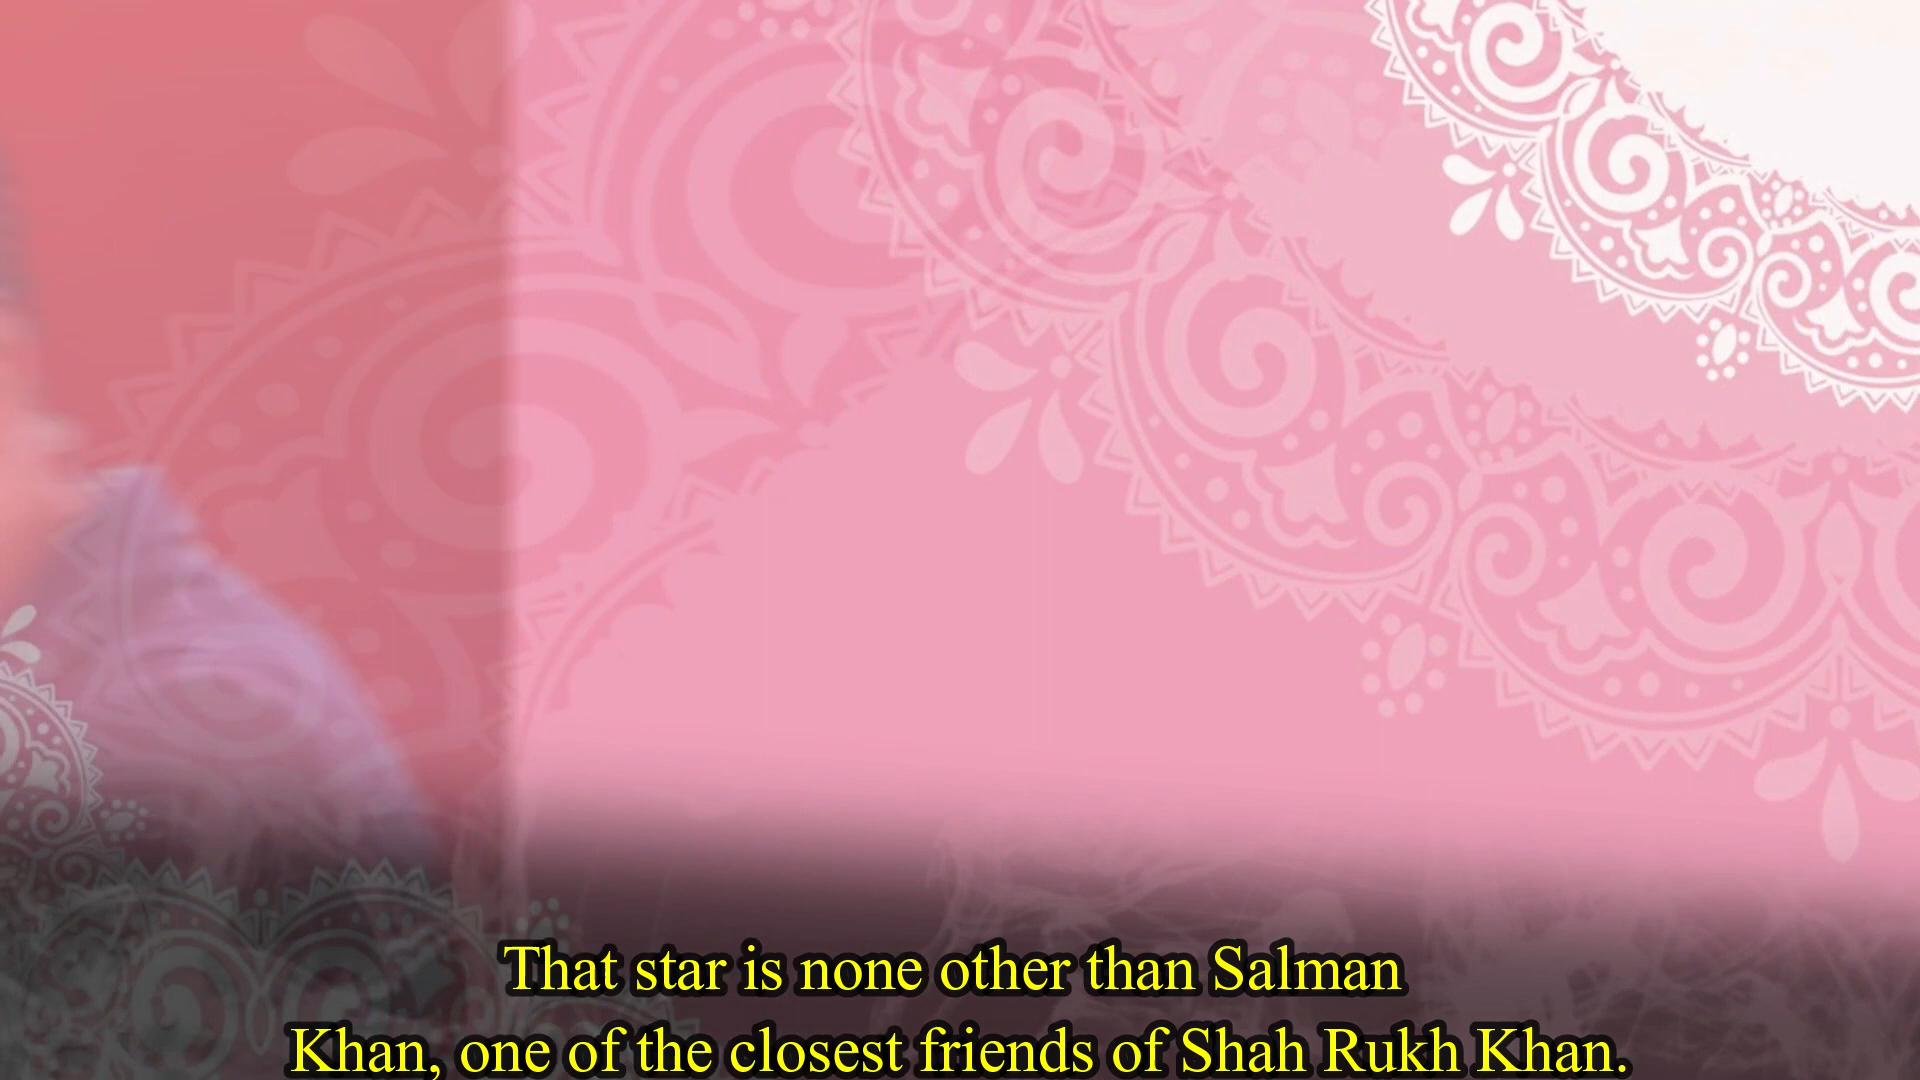 That star is none other than Salman
Khan, one of the closest friends of Shah Rukh Khan.